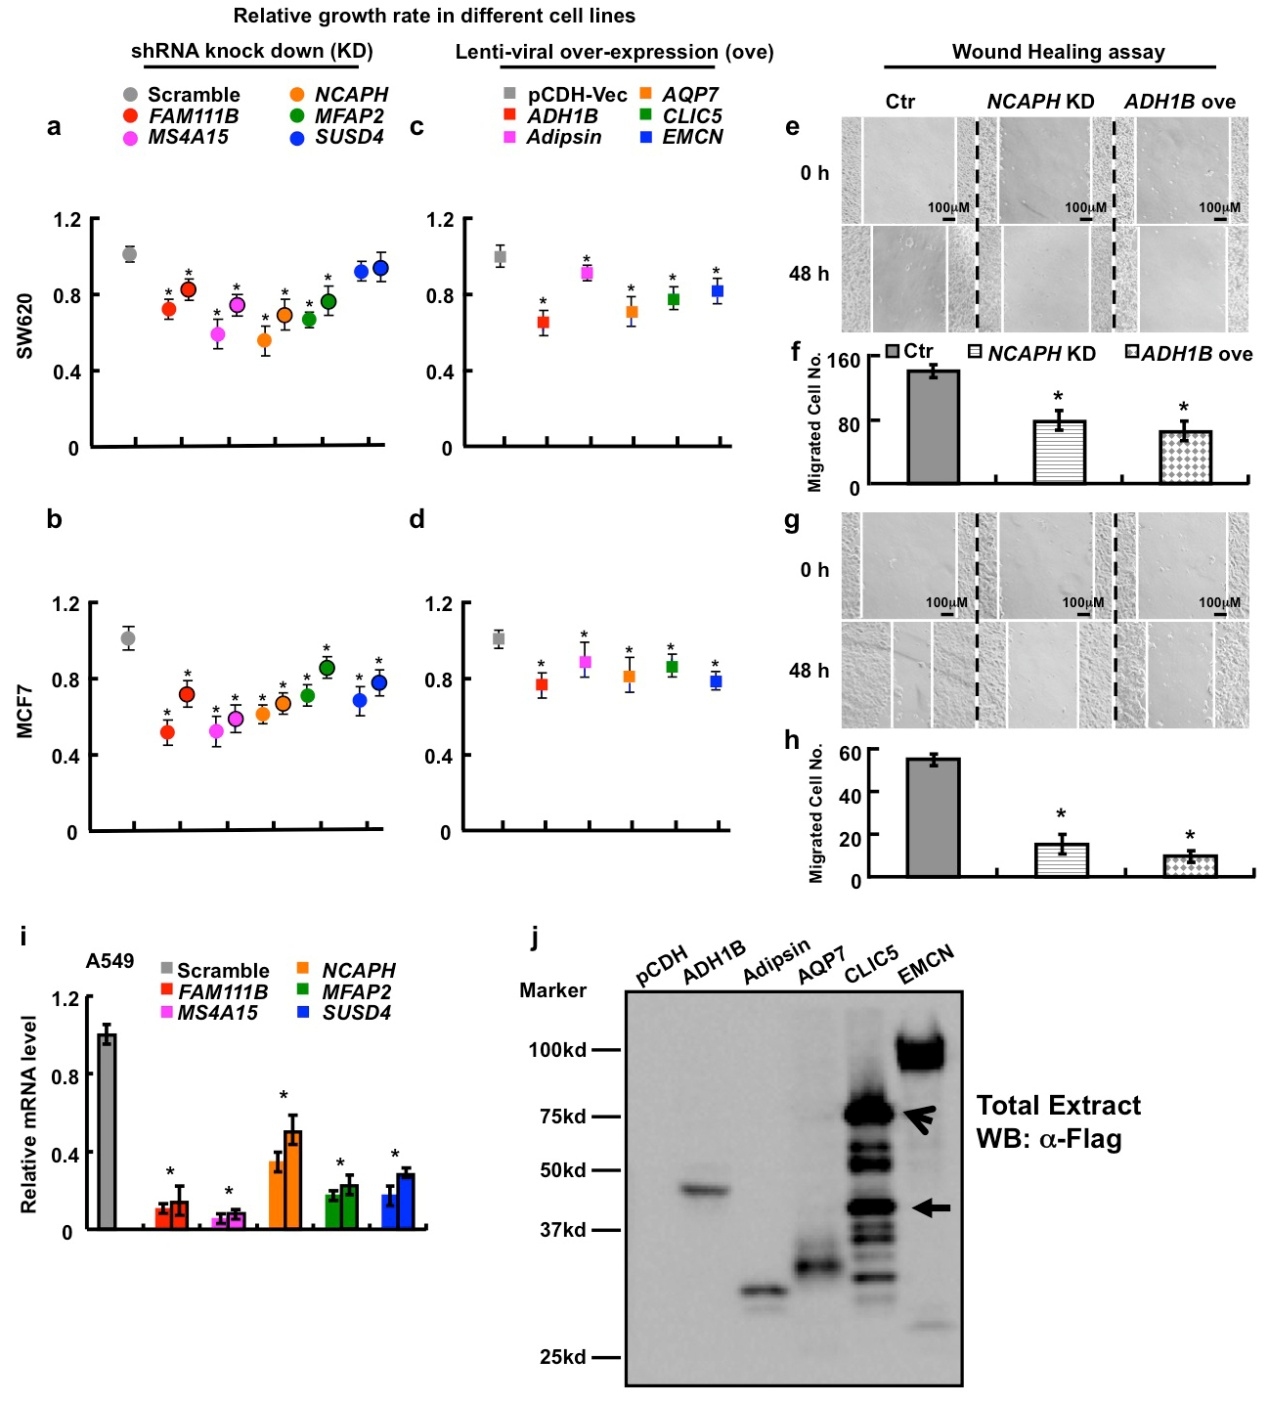 Relative growth rate in different cell lines
shRNA knock down (KD)
Scramble
FAM111B
MS4A15
NCAPH
MFAP2
SUSD4
Lenti-viral over-expression (ove)
pCDH-Vec
ADH1B
Adipsin
AQP7
CLIC5
EMCN
Wound Healing assay
Ctr NCAPH KD ADH1B ove
a
SW620
1.2
0.8
0.4
0
* * * * * * * *
c
1.2
0.8
0.4
0
* * * * *
e
0 h
100µM 100µM 100µM
48 h
f
Ctr NCAPH KD ADH1B ove
Migrated Cell No.
160
80
0
* *
b
MCF7
1.2
0.8
0.4
0
* * * * * * * * * *
d
1.2
0.8
0.4
0
* * * * *
g
0 h
100µM 100µM 100µM
48 h
h
Migrated Cell No.
60
40
20
0
* *
i
A549
Scramble
FAM111B
MS4A15
NCAPH
MFAP2
SUSD4
Relative mRNA level
1.2
0.8
0.4
0
* * * * *
j
pCDH ADH1B Adipsin AQP7 CLIC5 EMCN
Marker
100kd
75kd
50kd
37kd
25kd
Total Extract
WB: α-Flag